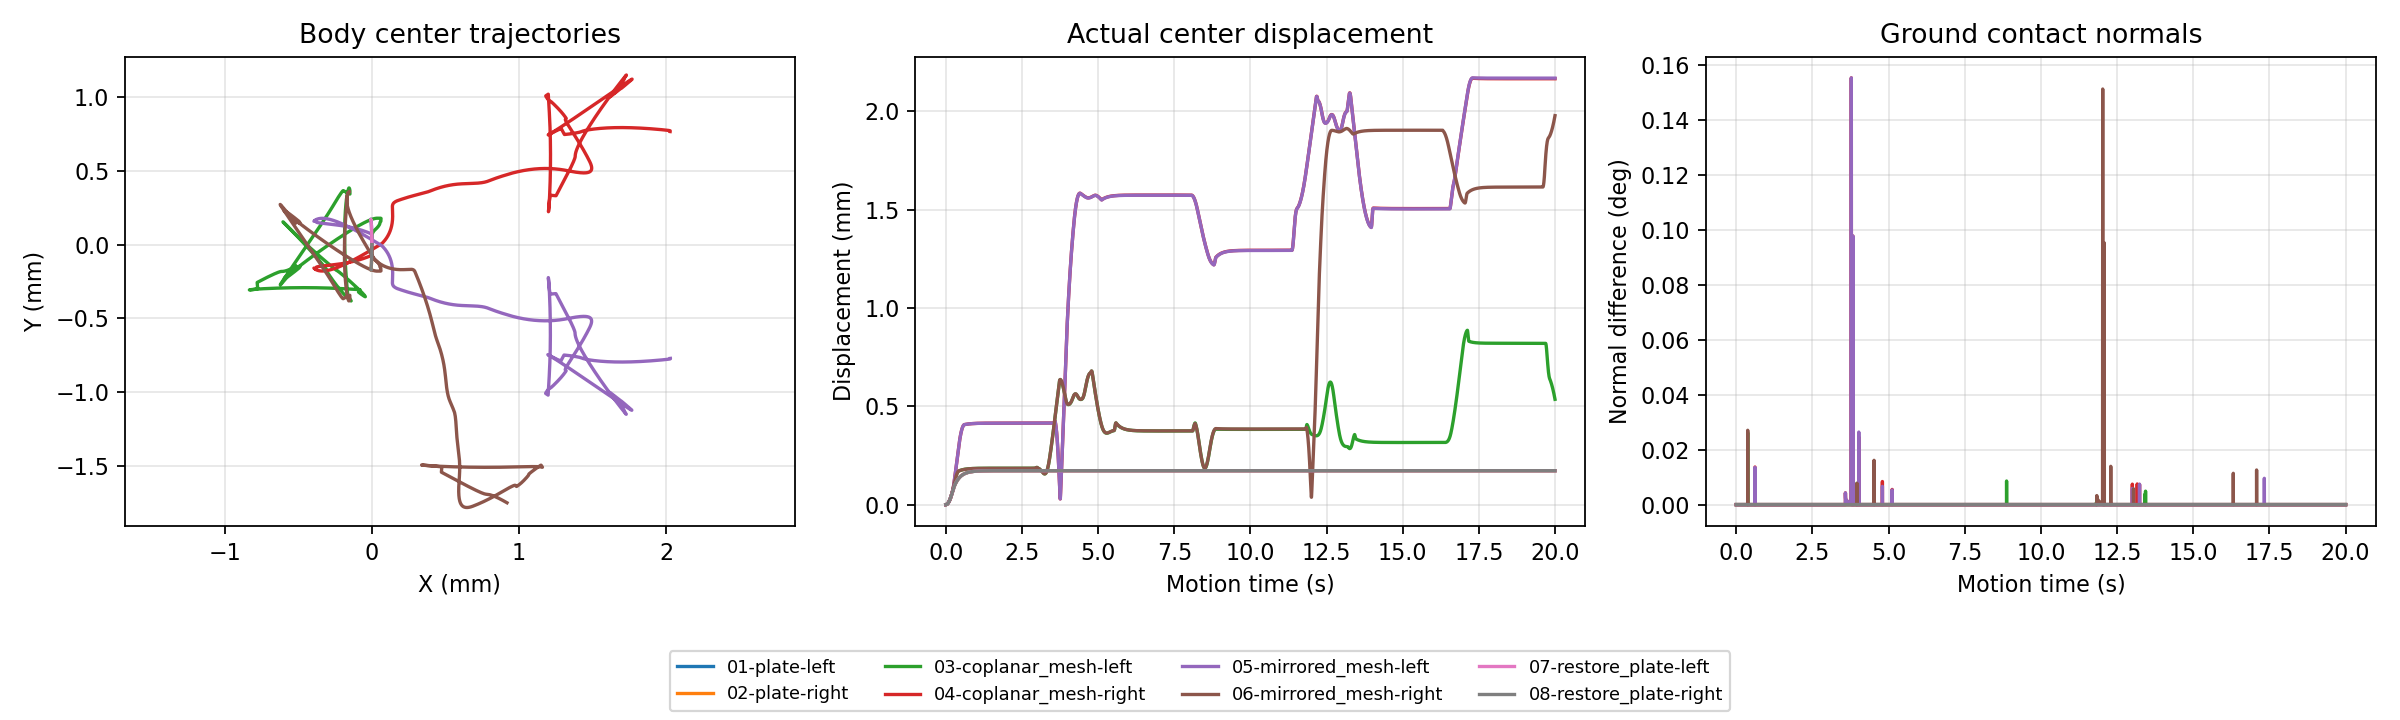 Body center trajectories
Y (mm)
1.0
0.5
0.0
−0.5
−1.0
−1.5
−1
0
1
2
X (mm)
Actual center displacement
Displacement (mm)
2.0
1.5
1.0
0.5
0.0
0.0
2.5
5.0
7.5
10.0
12.5
15.0
17.5
20.0
Motion time (s)
Ground contact normals
Normal difference (deg)
0.16
0.14
0.12
0.10
0.08
0.06
0.04
0.02
0.00
0.0
2.5
5.0
7.5
10.0
12.5
15.0
17.5
20.0
Motion time (s)
01-plate-left
02-plate-right
03-coplanar_mesh-left
04-coplanar_mesh-right
05-mirrored_mesh-left
06-mirrored_mesh-right
07-restore_plate-left
08-restore_plate-right